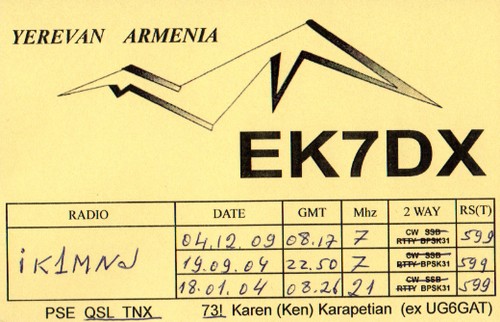 YEREVAN ARMENIA
EK7DX
RADIO DATE GMT Mhz 2 WAY RS(T)
iK1MNJ 04.12.09 08.17 7 CW SSB RTTY BPSK31 599
19.09.04 22.50 7 CW SSB RTTY BPSK31 599
18.01.04 08.26 21 CW SSB RTTY BPSK31 599
PSE QSL TNX 73! Karen (Ken) Karapetian (ex UG6GAT)